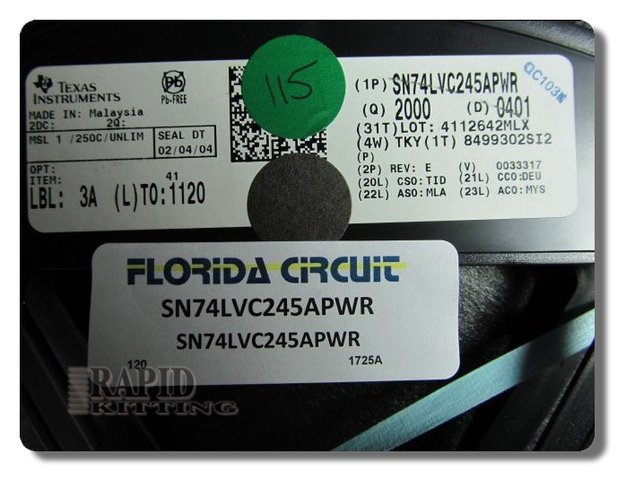 TEXAS
INSTRUMENTS
Pb
Pb-FREE
MADE IN: Malaysia
2DC: 2Q:
MSL 1 /250C/UNLIM
SEAL DT
02/04/04
OPT:
ITEM: 41
LBL: 3A (L)TO:1120
115
(1P) SN74LVC245APWR
(Q) 2000 (D) 0401
(31T)LOT: 4112642MLX
(4W) TKY(1T) 8499302SI2
(P)
(2P) REV: E (V) 0033317
(20L) CSO:TID (21L) CCO:DEU
(22L) ASO:MLA (23L) ACO:MYS
QC103N
FLORIDA CIRCUIT
SN74LVC245APWR
SN74LVC245APWR
120 1725A
RAPID
KITTING